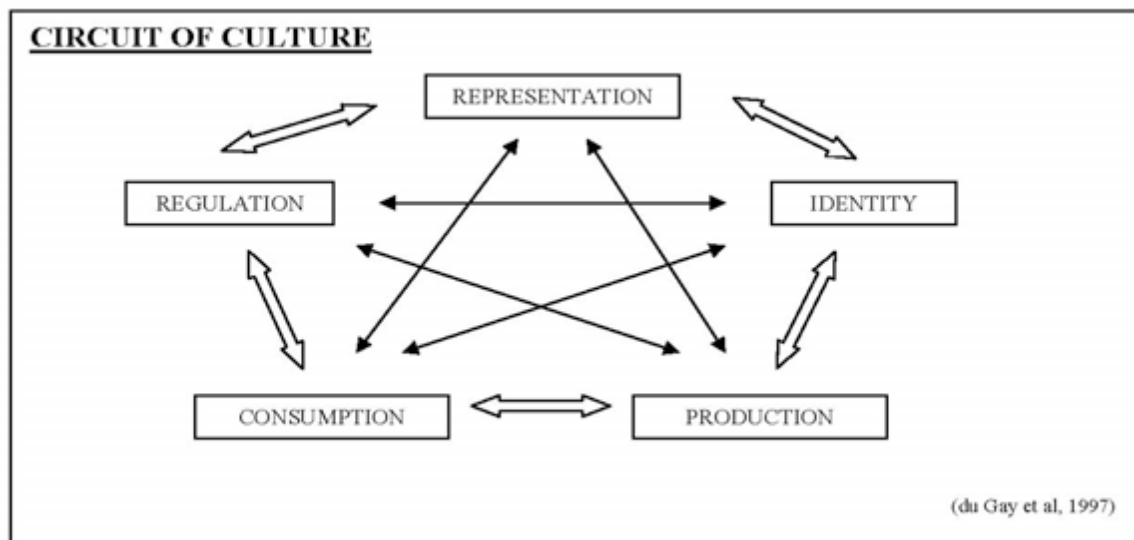 CIRCUIT OF CULTURE
REPRESENTATION
REGULATION
IDENTITY
CONSUMPTION
PRODUCTION
(du Gay et al, 1997)